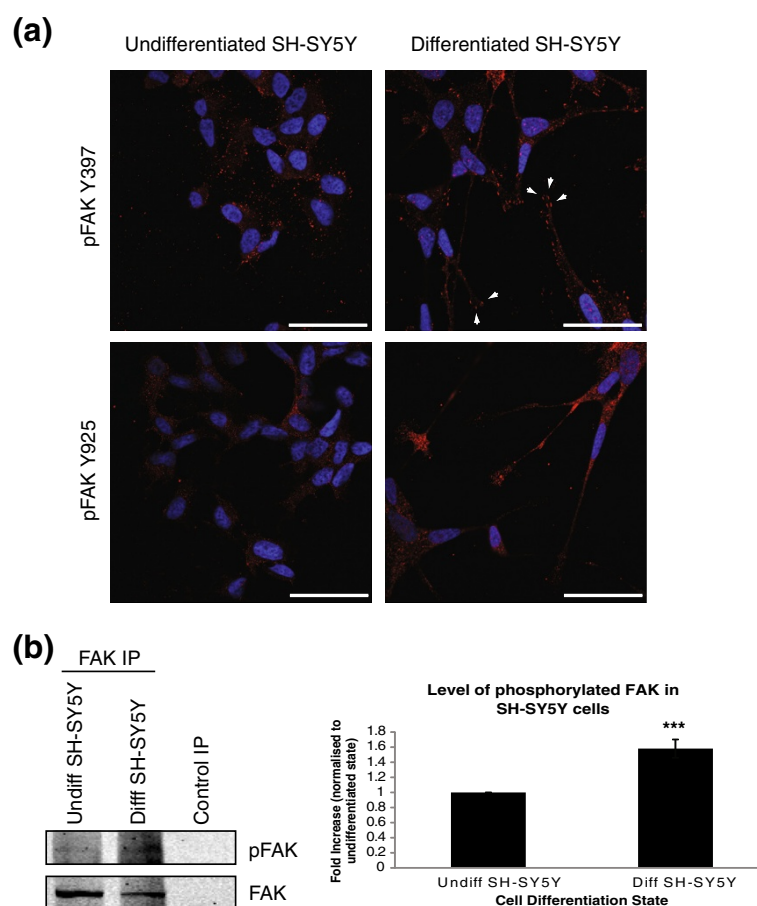 (a)
Undifferentiated SH-SY5Y
Differentiated SH-SY5Y
pFAK Y397
pFAK Y925
(b)
FAK IP
Undiff SH-SY5Y
Difff SH-SY5Y
Control IP
pFAK
FAK
Level of phosphorylated FAK in
SH-SY5Y cells
***
Fold Increase (normalised to
undifferentiated state)
1.8
1.6
1.4
1.2
1
0.8
0.6
0.4
0.2
0
Undiff SH-SY5Y
Diff SH-SY5Y
Cell Differentiation State